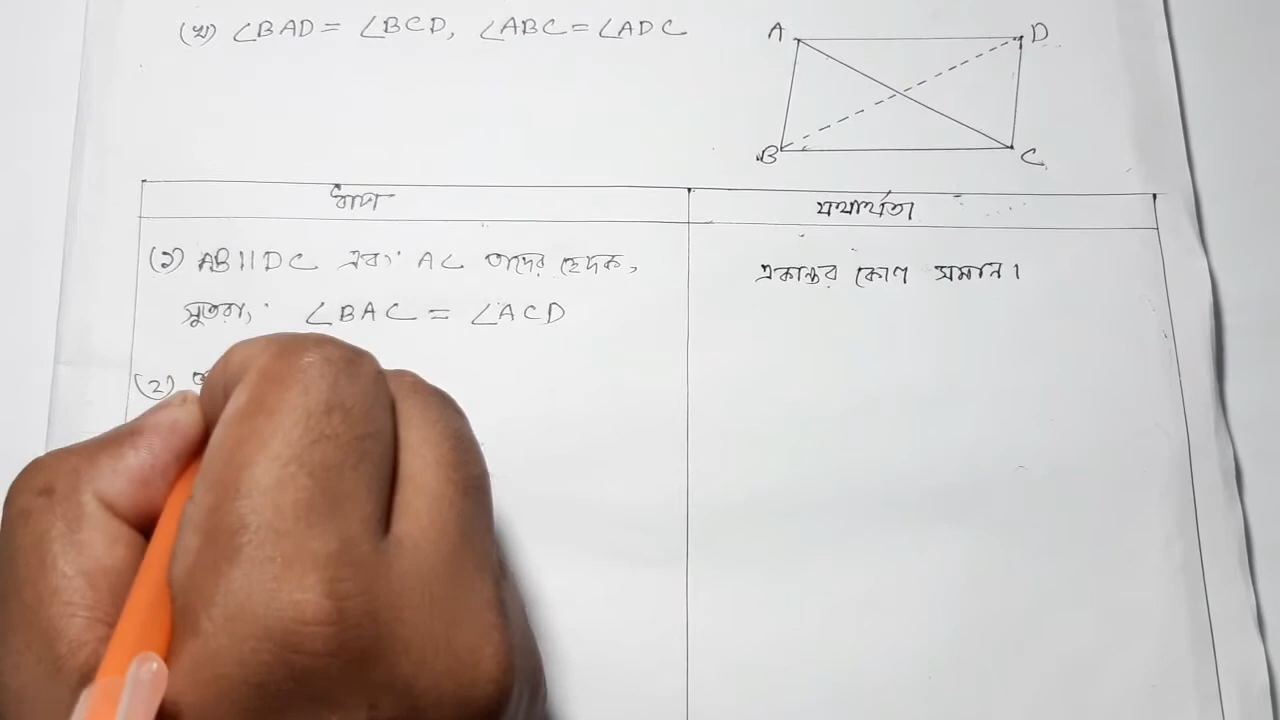 (খ) ∠BAD = ∠BCD, ∠ABC = ∠ADC
A
D
B
C
ধাপ
যথার্থতা
(১) AB || DC এবং AC তাদের ছেদক,
একান্তর কোণ সমান।
সুতরাং ∠BAC = ∠ACD
(২)